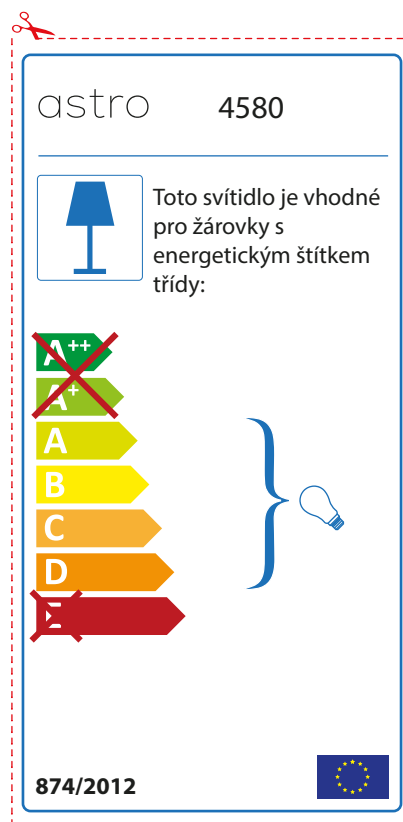 astro 4580
Toto svítidlo je vhodné
pro žárovky s
energetickým štítkem
třídy:
A++
A+
A
B
C
D
E
874/2012